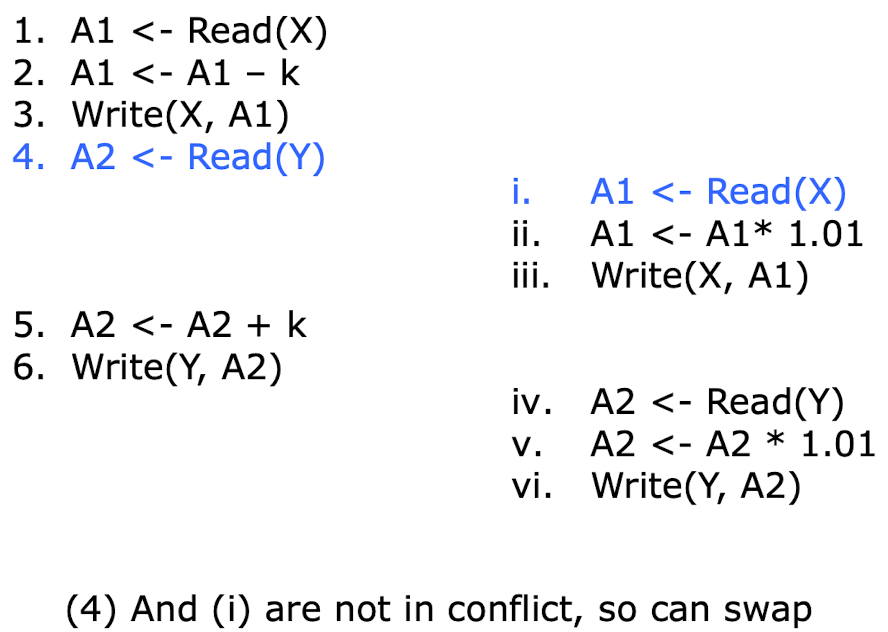 1. A1 <- Read(X)
2. A1 <- A1 – k
3. Write(X, A1)
4. A2 <- Read(Y)
i. A1 <- Read(X)
ii. A1 <- A1* 1.01
iii. Write(X, A1)
5. A2 <- A2 + k
6. Write(Y, A2)
iv. A2 <- Read(Y)
v. A2 <- A2 * 1.01
vi. Write(Y, A2)
(4) And (i) are not in conflict, so can swap